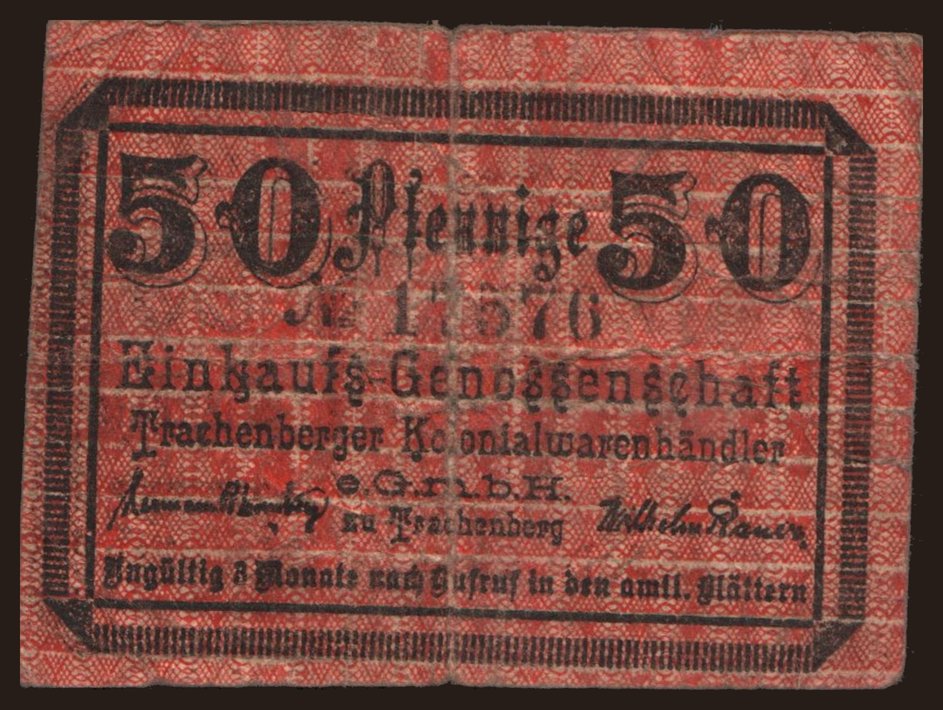 50 Pfennige 50
№ 17576
Einkaufs-Genossenschaft
Trachenberger Kolonialwarenhändler
e.G.m.b.H.
zu Trachenberg
Wilhelm
Ungültig 3 Monate nach Aufruf in den amtl. Blättern